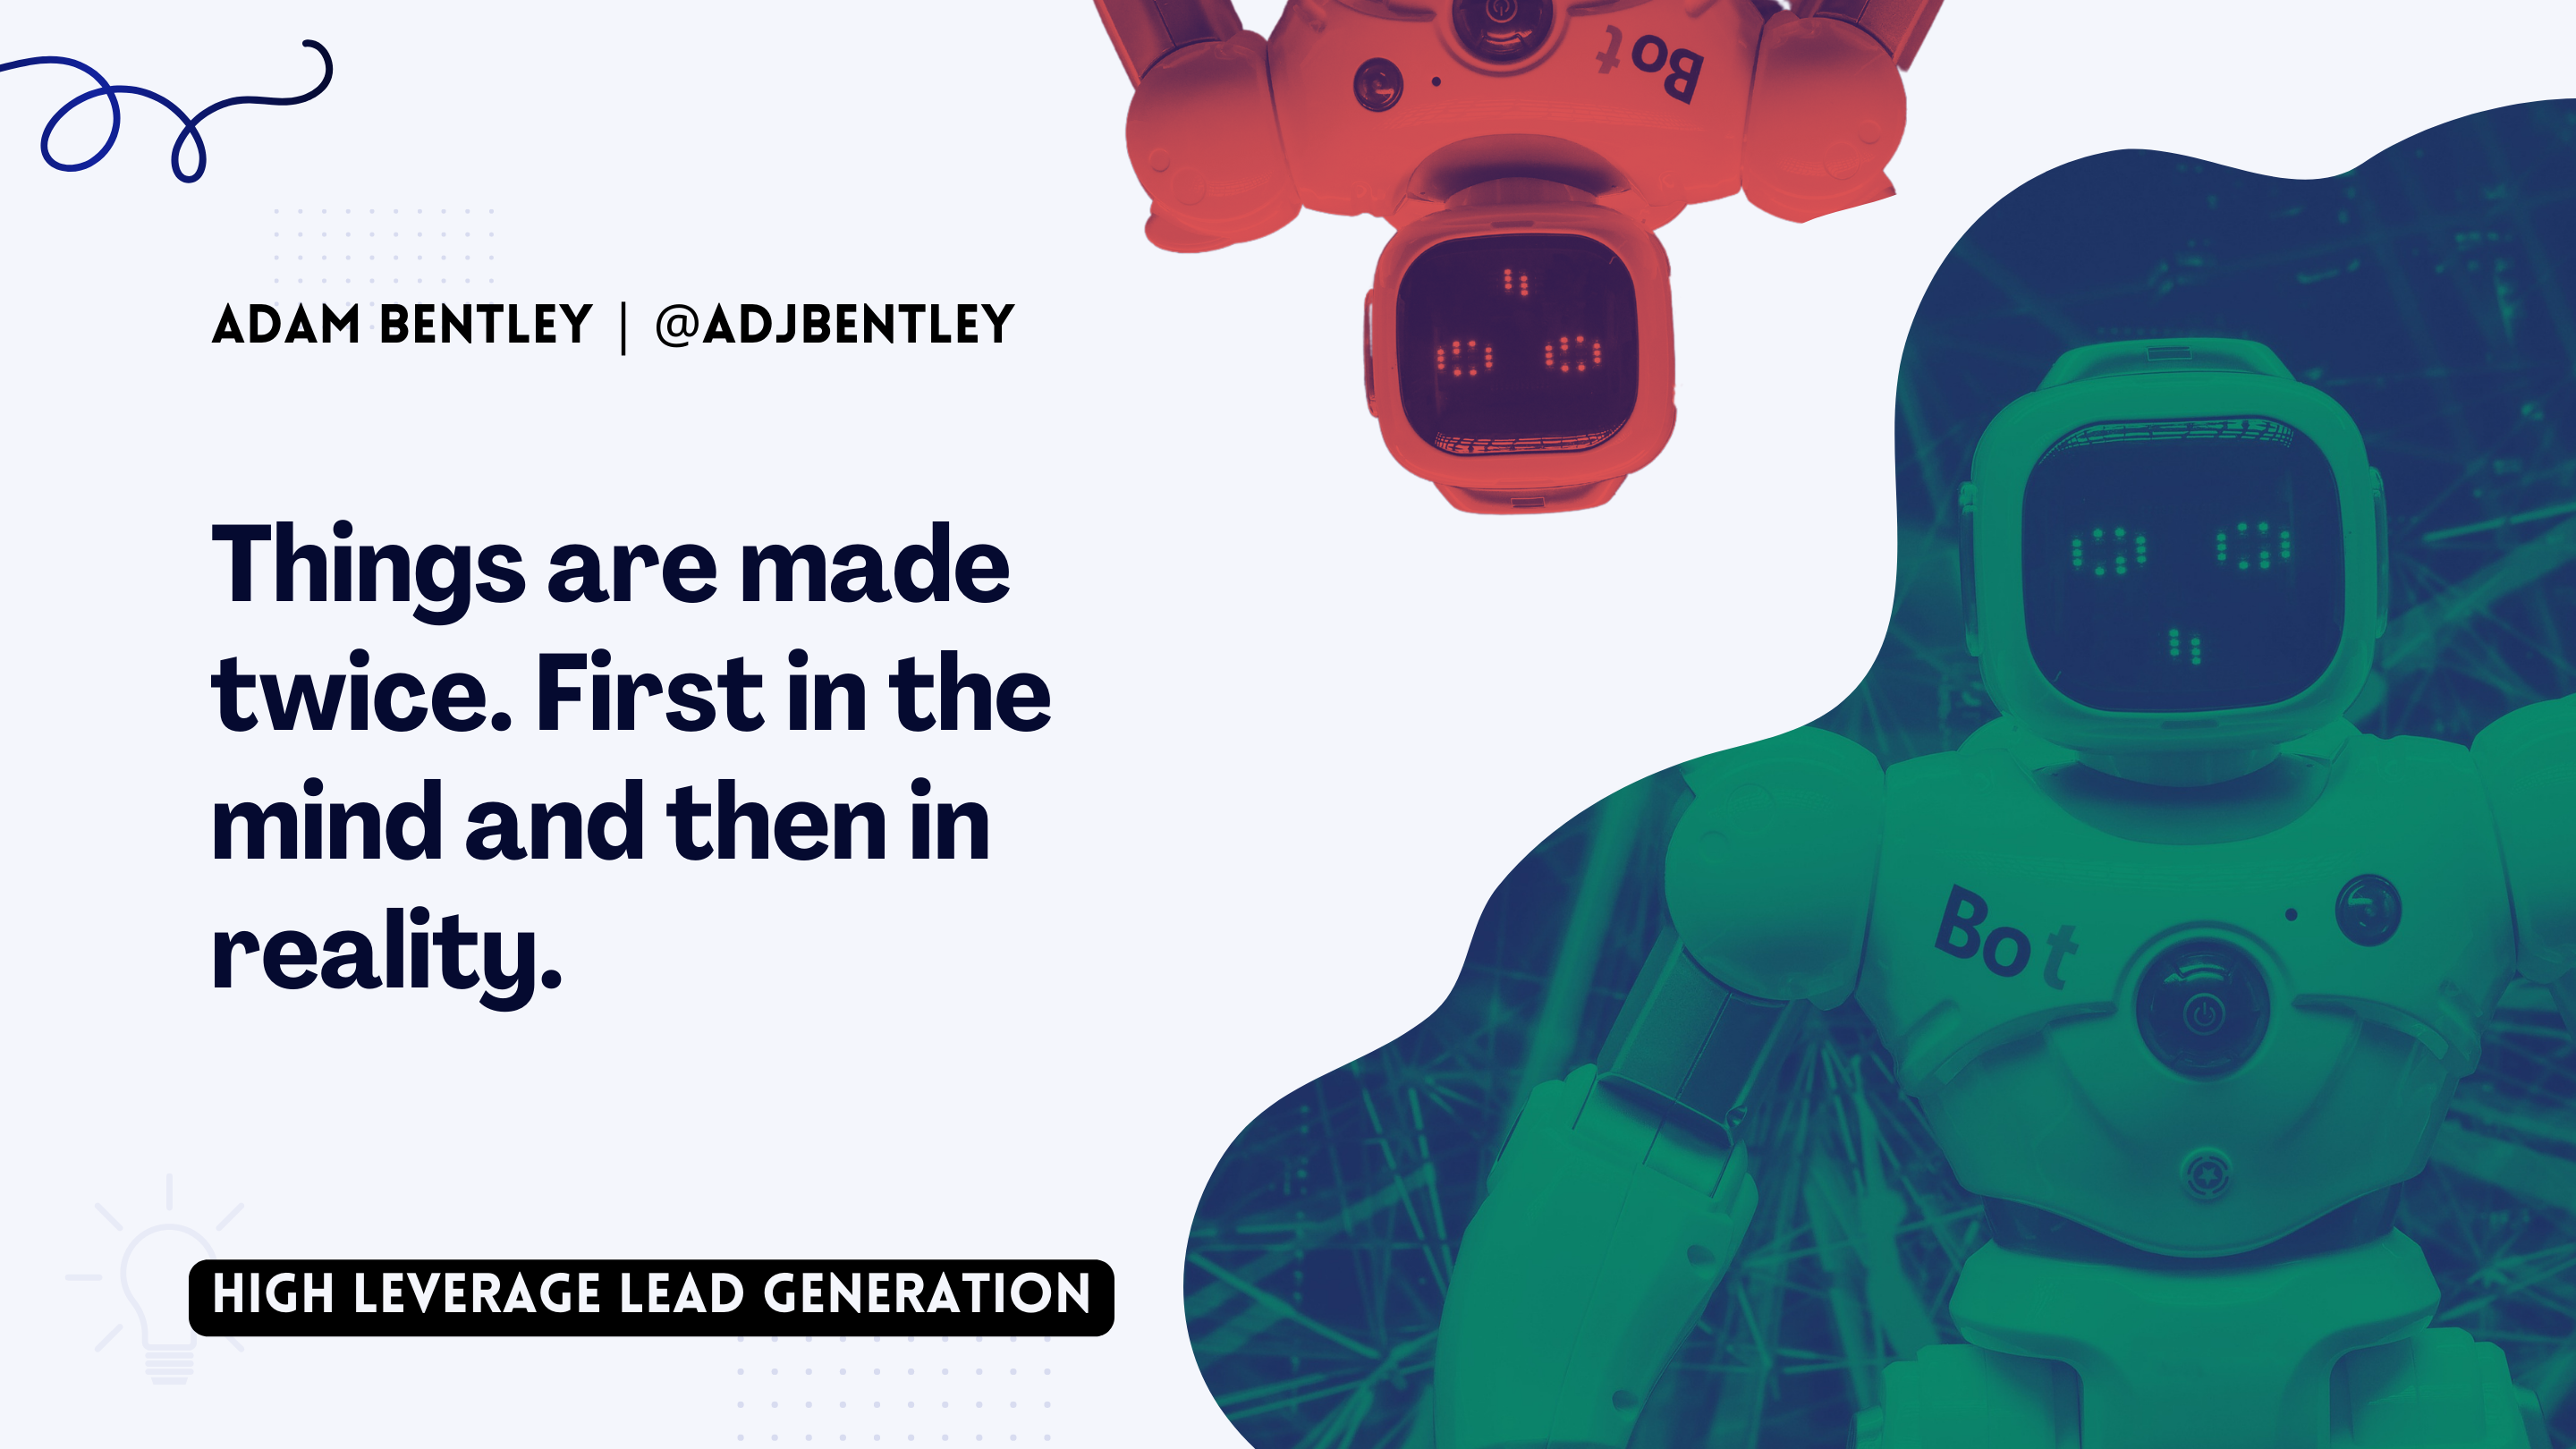 Bot
ADAM BENTLEY | @ADJBENTLEY
Things are made
twice. First in the
mind and then in
reality.
Bot
HIGH LEVERAGE LEAD GENERATION